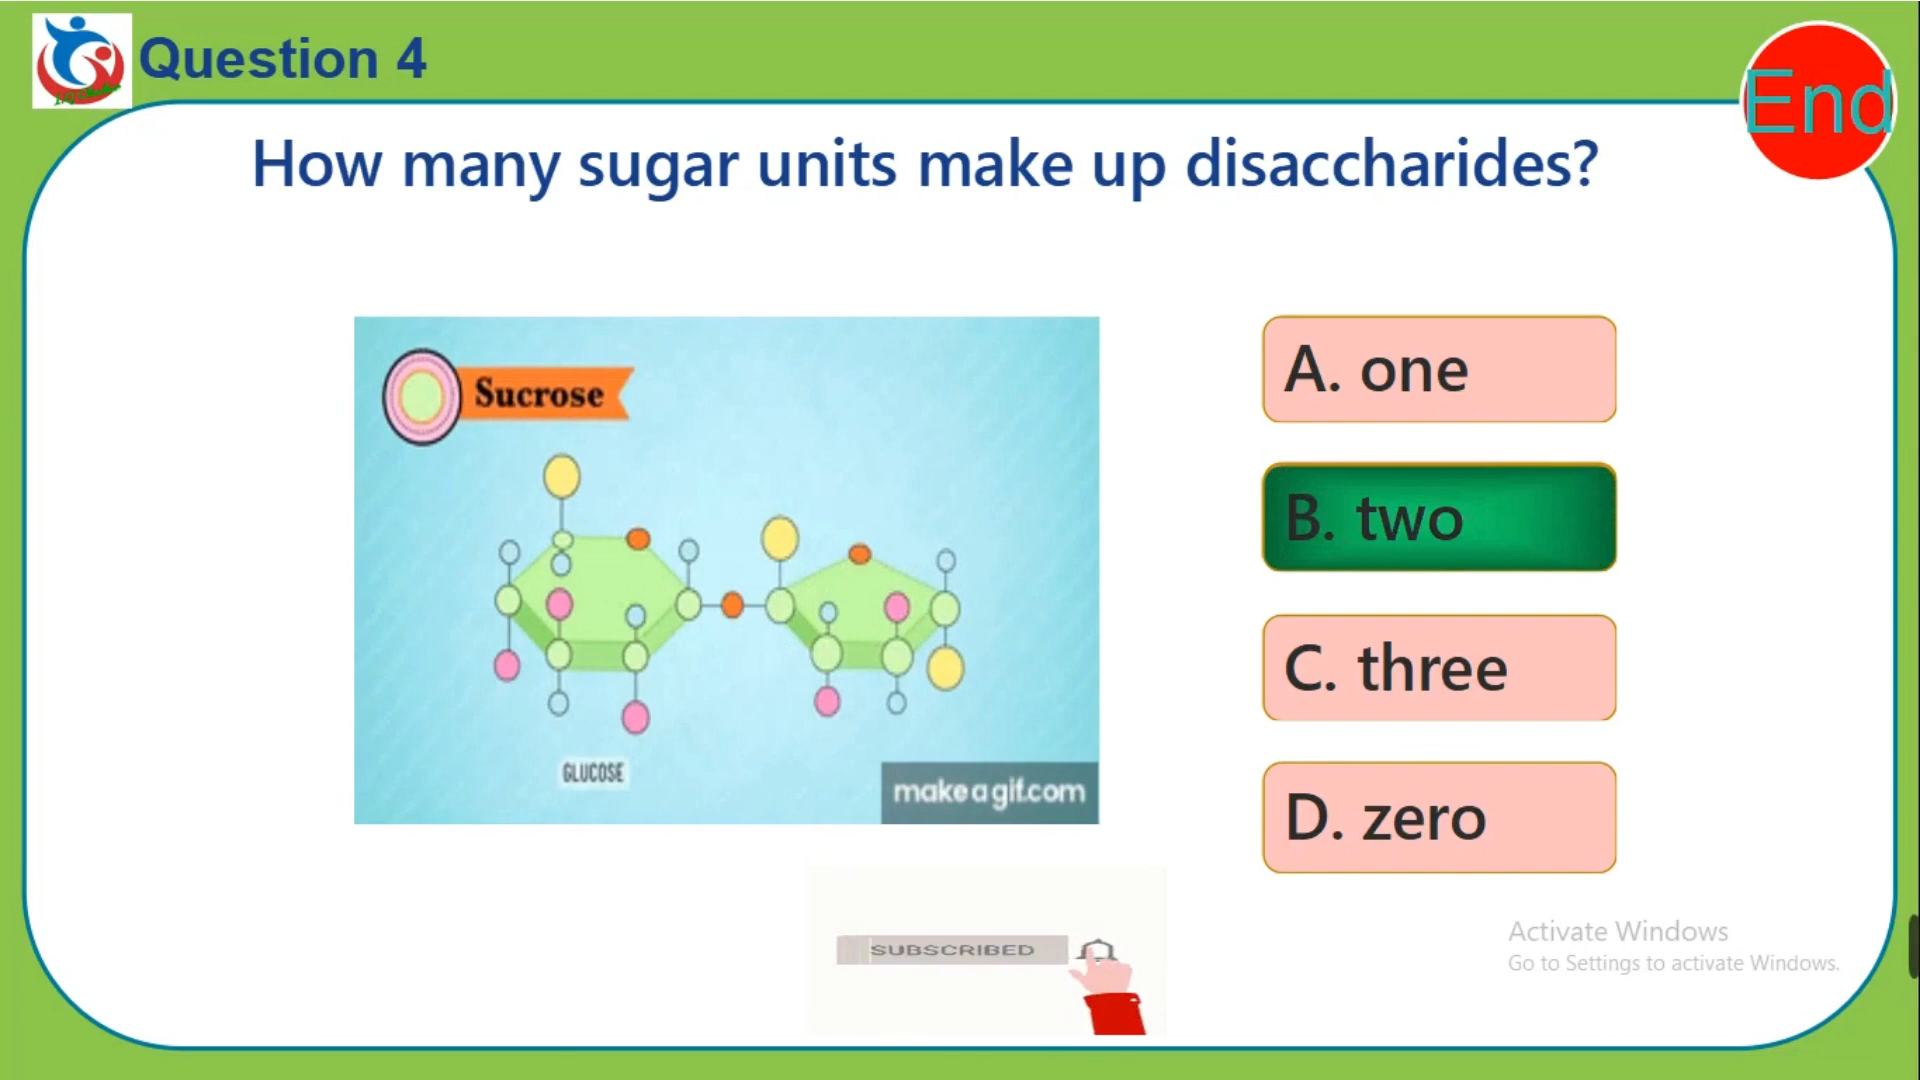 Question 4
End
How many sugar units make up disaccharides?
Sucrose
GLUCOSE
makeagif.com
A. one
B. two
C. three
D. zero
SUBSCRIBED
Activate Windows
Go to Settings to activate Windows.